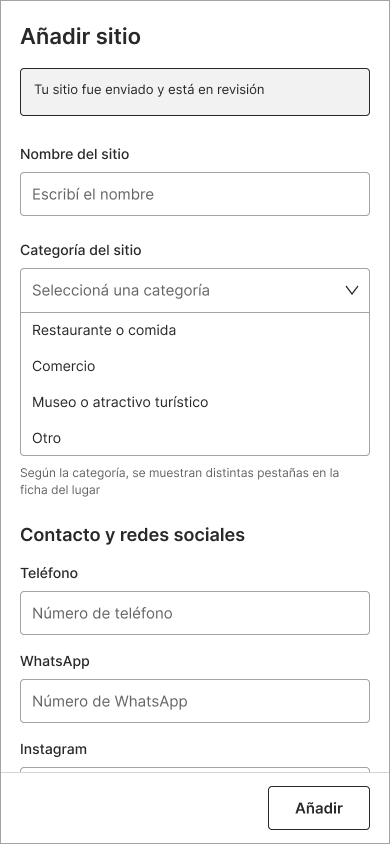 Añadir sitio
Tu sitio fue enviado y está en revisión
Nombre del sitio
Escribí el nombre
Categoría del sitio
Seleccioná una categoría
Restaurante o comida
Comercio
Museo o atractivo turístico
Otro
Según la categoría, se muestran distintas pestañas en la
ficha del lugar
Contacto y redes sociales
Teléfono
Número de teléfono
WhatsApp
Número de WhatsApp
Instagram
Añadir